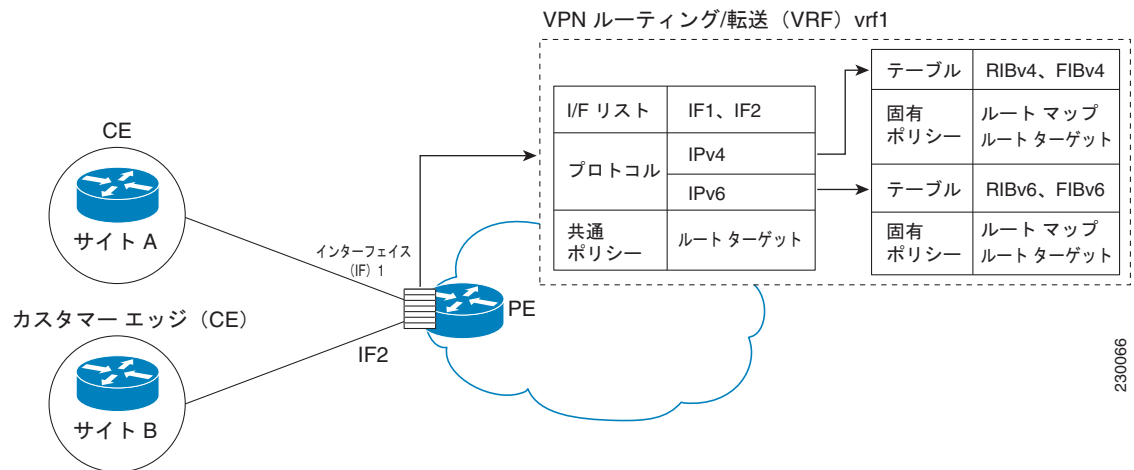 VPN ルーティング/転送（VRF）vrf1
I/F リスト
IF1、IF2
プロトコル
IPv4
IPv6
共通
ポリシー
ルート ターゲット
テーブル
RIBv4、FIBv4
固有
ポリシー
ルート マップ
ルート ターゲット
テーブル
RIBv6、FIBv6
固有
ポリシー
ルート マップ
ルート ターゲット
CE
サイト A
インターフェイス
（IF）1
カスタマー エッジ（CE）
サイト B
IF2
PE
230066